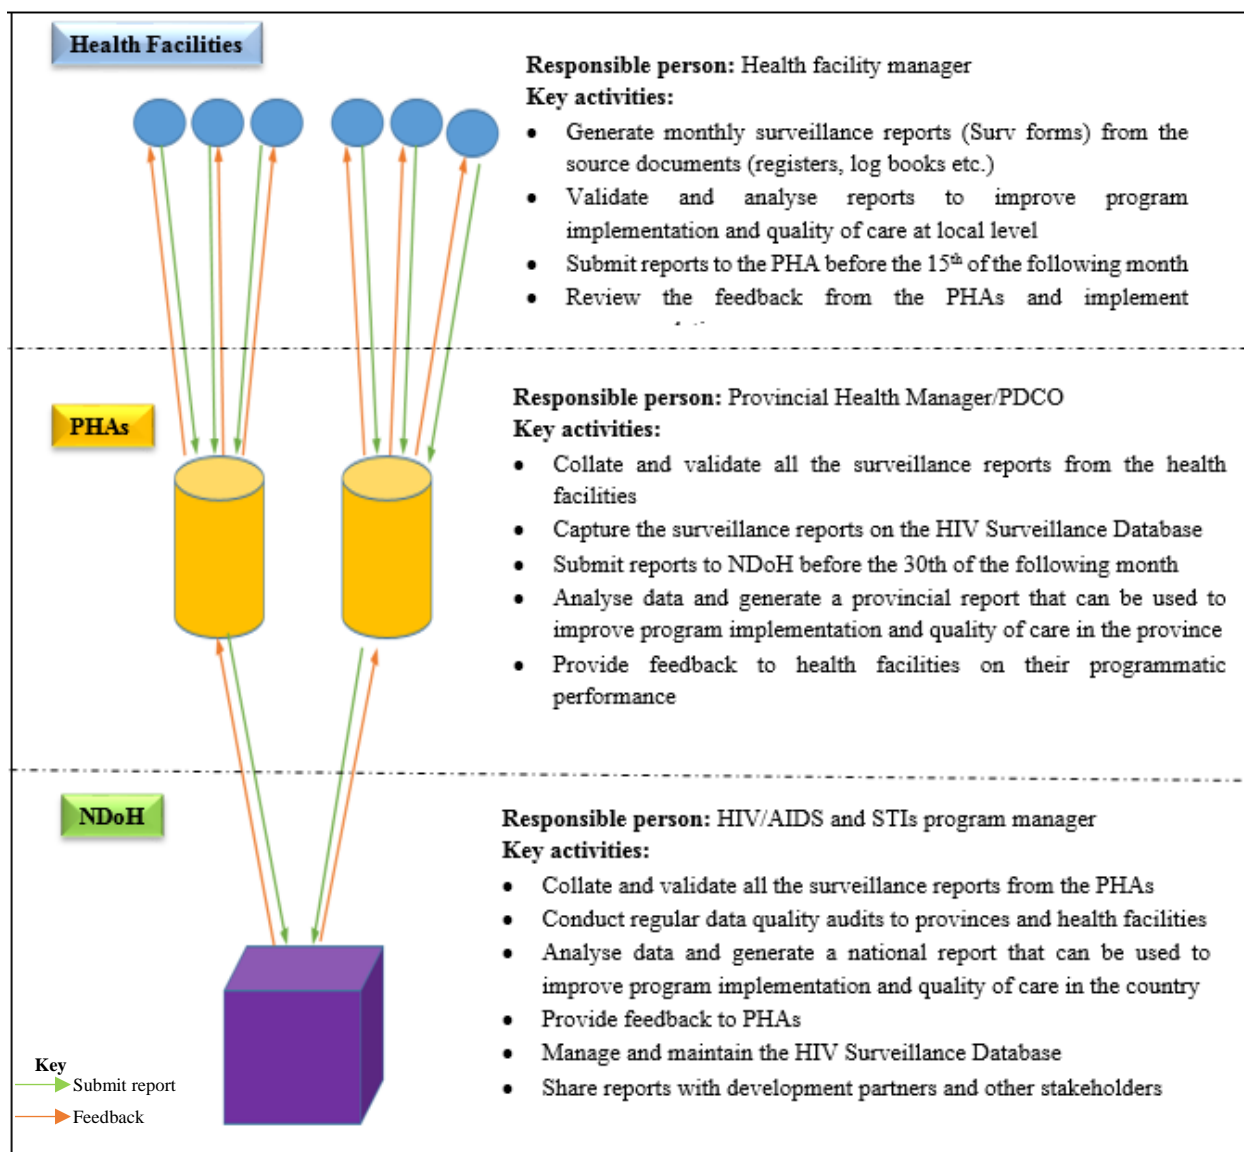 Health Facilities
Responsible person: Health facility manager
Key activities:
• Generate monthly surveillance reports (Surv forms) from the
source documents (registers, log books etc.)
• Validate and analyse reports to improve program
implementation and quality of care at local level
• Submit reports to the PHA before the 15th of the following month
• Review the feedback from the PHAs and implement
PHAs
Responsible person: Provincial Health Manager/PDCO
Key activities:
• Collate and validate all the surveillance reports from the health
facilities
• Capture the surveillance reports on the HIV Surveillance Database
• Submit reports to NDoH before the 30th of the following month
• Analyse data and generate a provincial report that can be used to
improve program implementation and quality of care in the province
• Provide feedback to health facilities on their programmatic
performance
NDoH
Responsible person: HIV/AIDS and STIs program manager
Key activities:
• Collate and validate all the surveillance reports from the PHAs
• Conduct regular data quality audits to provinces and health facilities
• Analyse data and generate a national report that can be used to
improve program implementation and quality of care in the country
• Provide feedback to PHAs
• Manage and maintain the HIV Surveillance Database
• Share reports with development partners and other stakeholders
Key
Submit report
Feedback